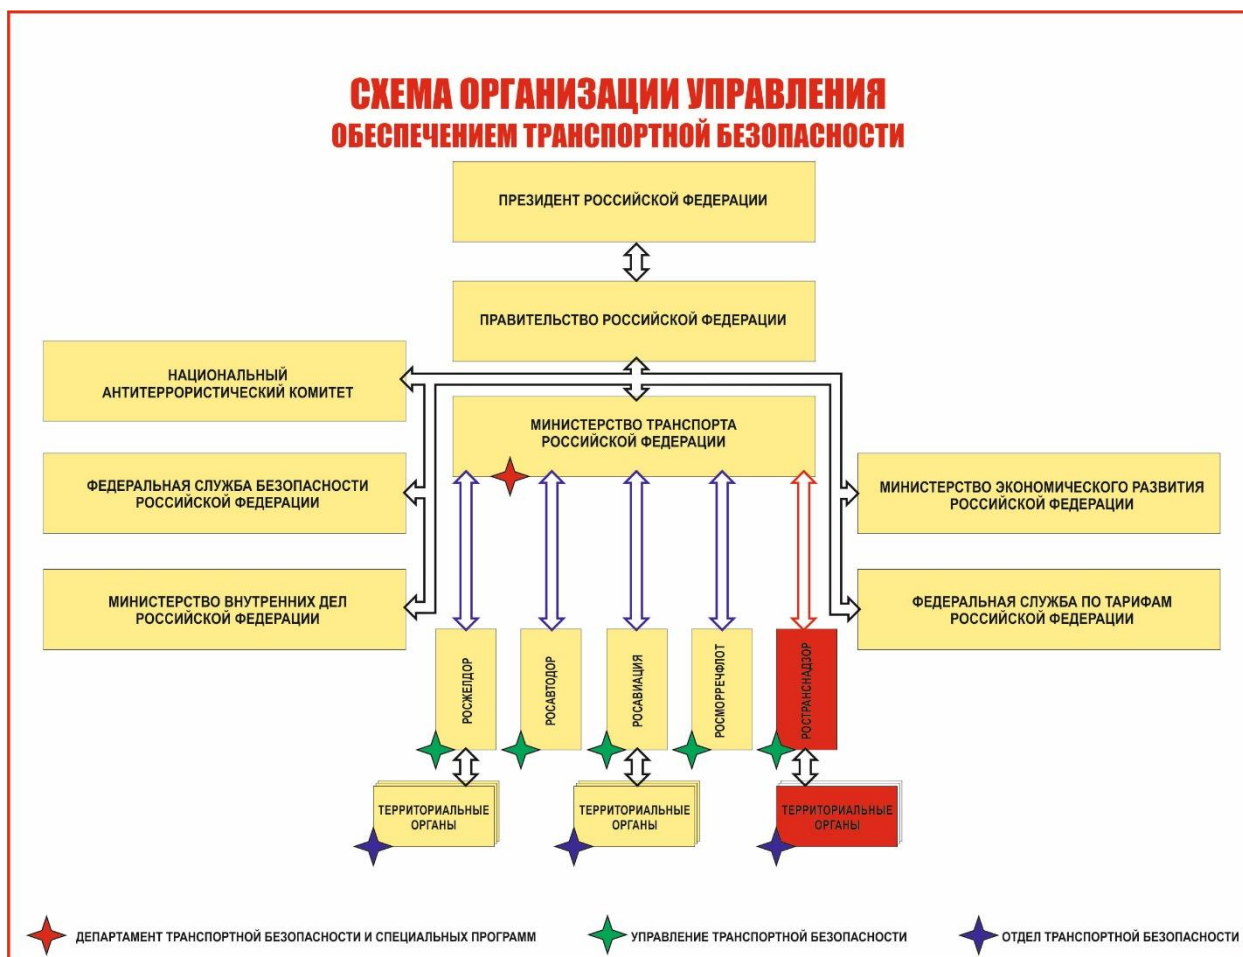 СХЕМА ОРГАНИЗАЦИИ УПРАВЛЕНИЯ
ОБЕСПЕЧЕНИЕМ ТРАНСПОРТНОЙ БЕЗОПАСНОСТИ
ПРЕЗИДЕНТ РОССИЙСКОЙ ФЕДЕРАЦИИ
ПРАВИТЕЛЬСТВО РОССИЙСКОЙ ФЕДЕРАЦИИ
НАЦИОНАЛЬНЫЙ
АНТИТЕРРОРИСТИЧЕСКИЙ КОМИТЕТ
МИНИСТЕРСТВО ТРАНСПОРТА
РОССИЙСКОЙ ФЕДЕРАЦИИ
ФЕДЕРАЛЬНАЯ СЛУЖБА БЕЗОПАСНОСТИ
РОССИЙСКОЙ ФЕДЕРАЦИИ
МИНИСТЕРСТВО ЭКОНОМИЧЕСКОГО РАЗВИТИЯ
РОССИЙСКОЙ ФЕДЕРАЦИИ
МИНИСТЕРСТВО ВНУТРЕННИХ ДЕЛ
РОССИЙСКОЙ ФЕДЕРАЦИИ
ФЕДЕРАЛЬНАЯ СЛУЖБА ПО ТАРИФАМ
РОССИЙСКОЙ ФЕДЕРАЦИИ
РОСЖЕЛДОР
РОСАВТОДОР
РОСАВИАЦИЯ
РОСМОРРЕЧФЛОТ
РОСТРАНСНАДЗОР
ТЕРРИТОРИАЛЬНЫЕ
ОРГАНЫ
ТЕРРИТОРИАЛЬНЫЕ
ОРГАНЫ
ТЕРРИТОРИАЛЬНЫЕ
ОРГАНЫ
ДЕПАРТАМЕНТ ТРАНСПОРТНОЙ БЕЗОПАСНОСТИ И СПЕЦИАЛЬНЫХ ПРОГРАММ
УПРАВЛЕНИЕ ТРАНСПОРТНОЙ БЕЗОПАСНОСТИ
ОТДЕЛ ТРАНСПОРТНОЙ БЕЗОПАСНОСТИ